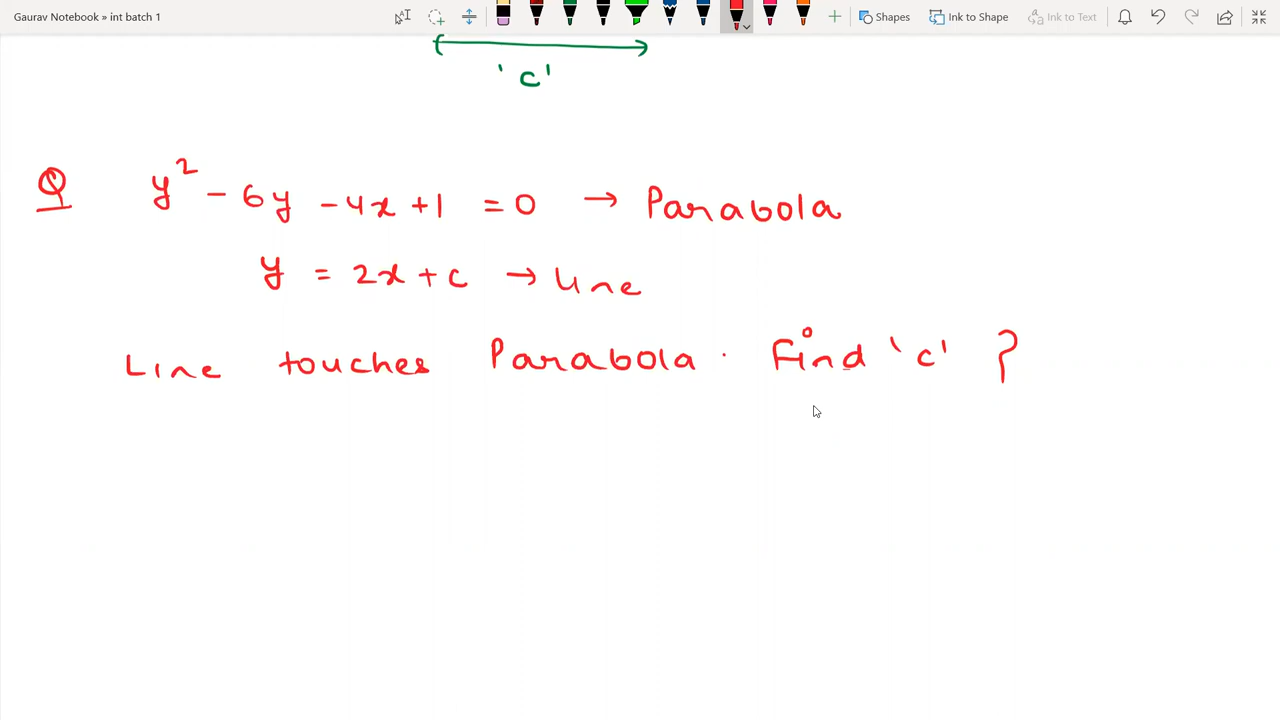 Gaurav Notebook » int batch 1
Shapes
Ink to Shape
Ink to Text
'c'
Q y² - 6y - 4x + 1 = 0 → Parabola
y = 2x + c → Line
Line touches Parabola. Find 'c' ?